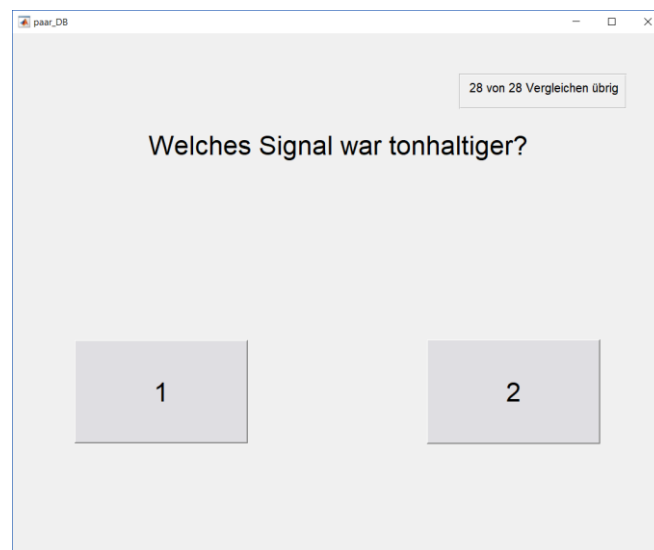 paar_DB
28 von 28 Vergleichen übrig
Welches Signal war tonhaltiger?
1
2